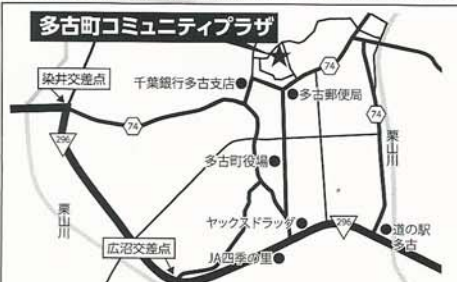 多古町コミュニティプラザ
染井交差点
千葉銀行多古支店
74
多古郵便局
74
74
296
多古町役場
栗山川
栗山川
ヤックスドラッグ
296
道の駅
多古
広沼交差点
JA四季の里